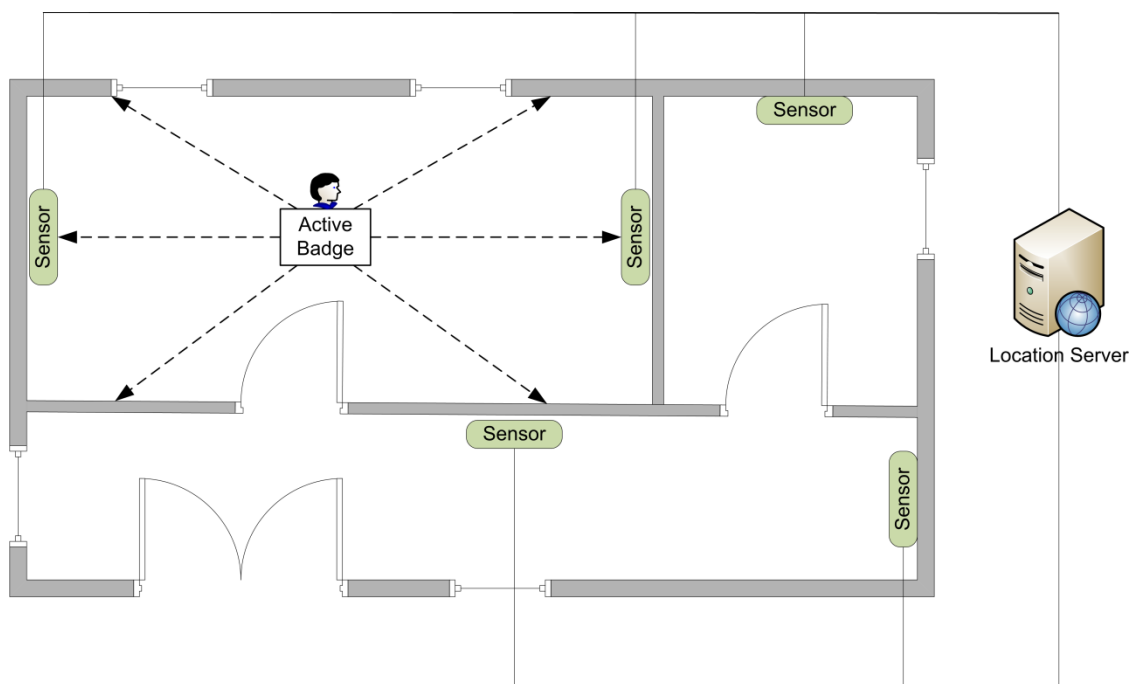 Sensor
Sensor
Active
Badge
Sensor
Location Server
Sensor
Sensor